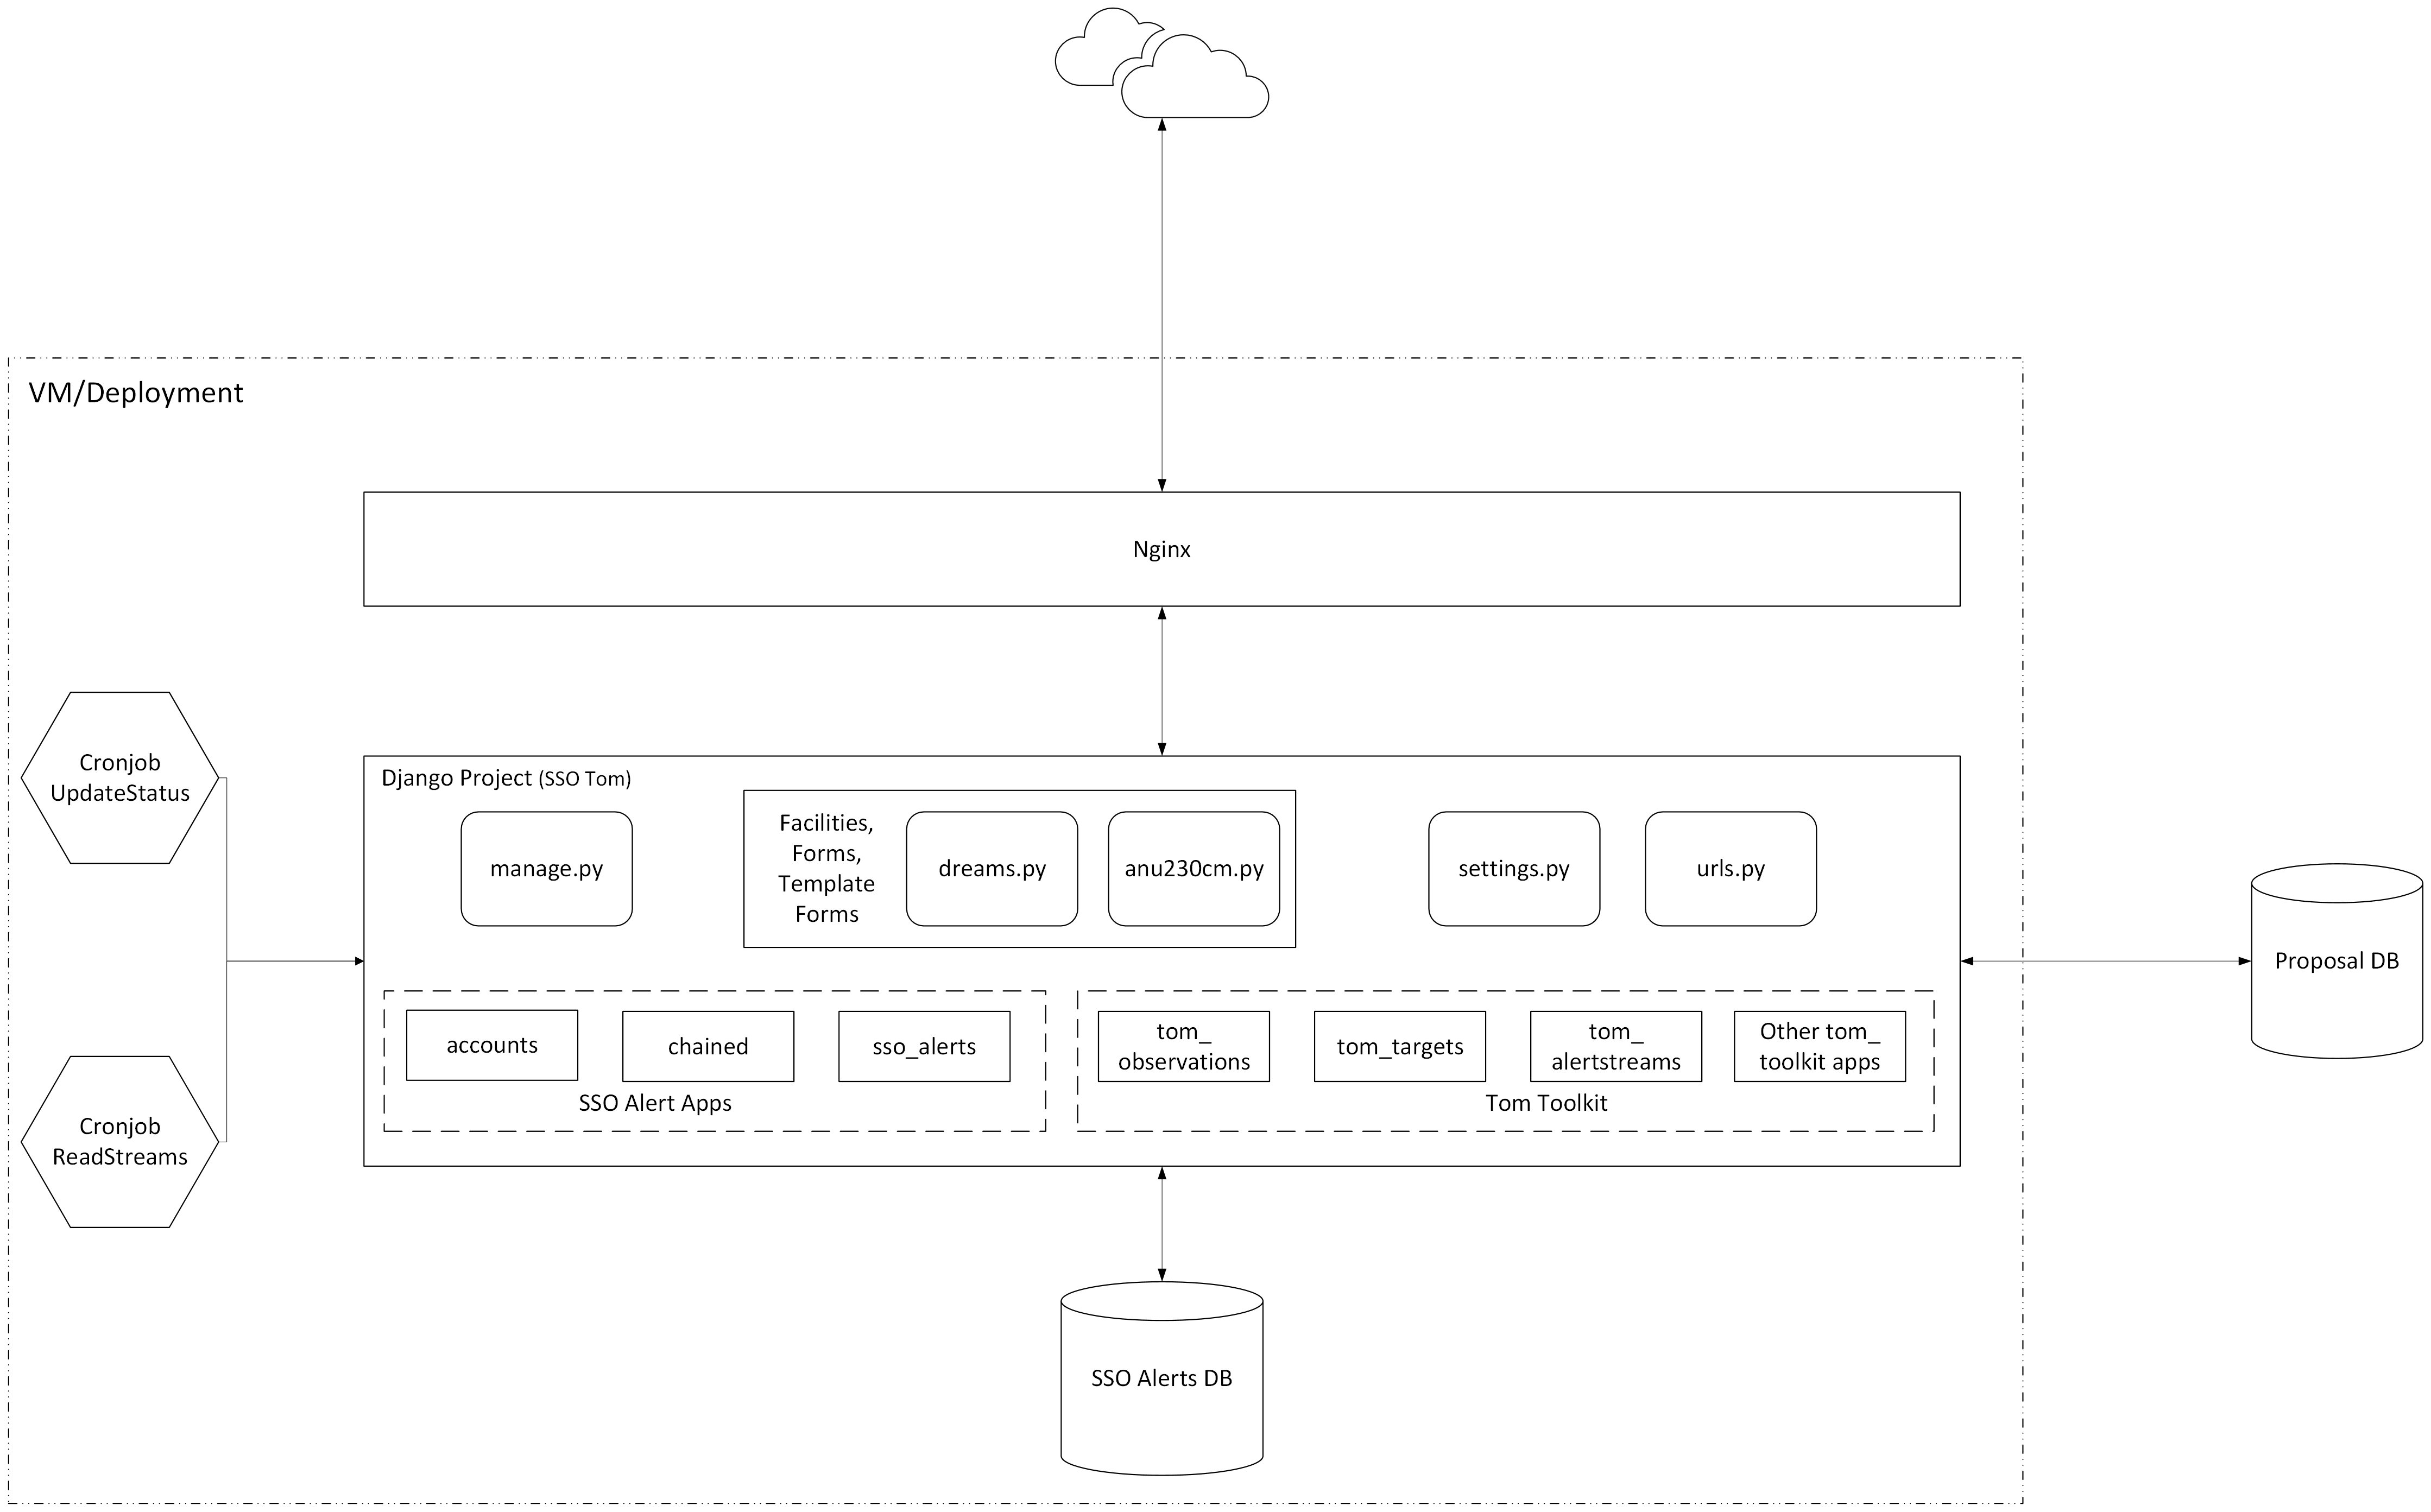 VM/Deployment
Nginx
Cronjob
UpdateStatus
Cronjob
ReadStreams
Django Project (SSO Tom)
manage.py
Facilities,
Forms,
Template
Forms
dreams.py
anu230cm.py
settings.py
urls.py
accounts
chained
sso_alerts
SSO Alert Apps
tom_
observations
tom_targets
tom_
alertstreams
Other tom_
toolkit apps
Tom Toolkit
Proposal DB
SSO Alerts DB